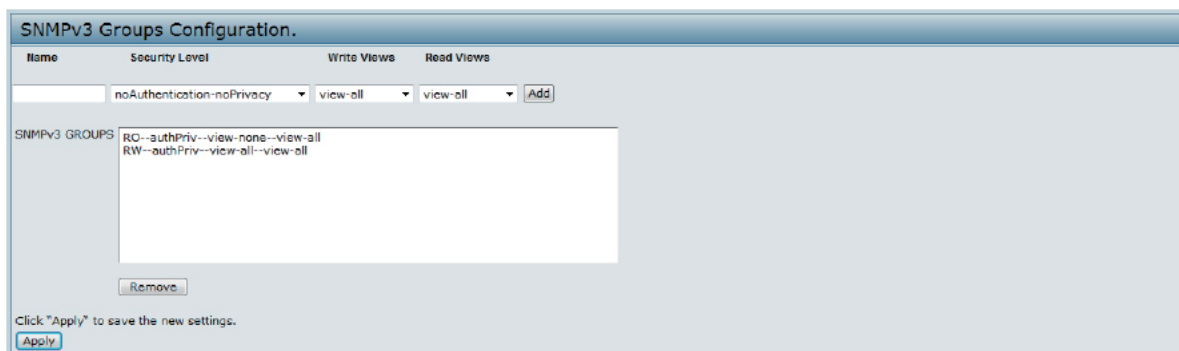 SNMPv3 Groups Configuration.
Name Security Level Write Views Read Views
noAuthentication-noPrivacy view-all view-all Add
SNMPv3 GROUPS
RO--authPriv--view-none--view-all
RW--authPriv--view-all--view-all
Remove
Click "Apply" to save the new settings.
Apply